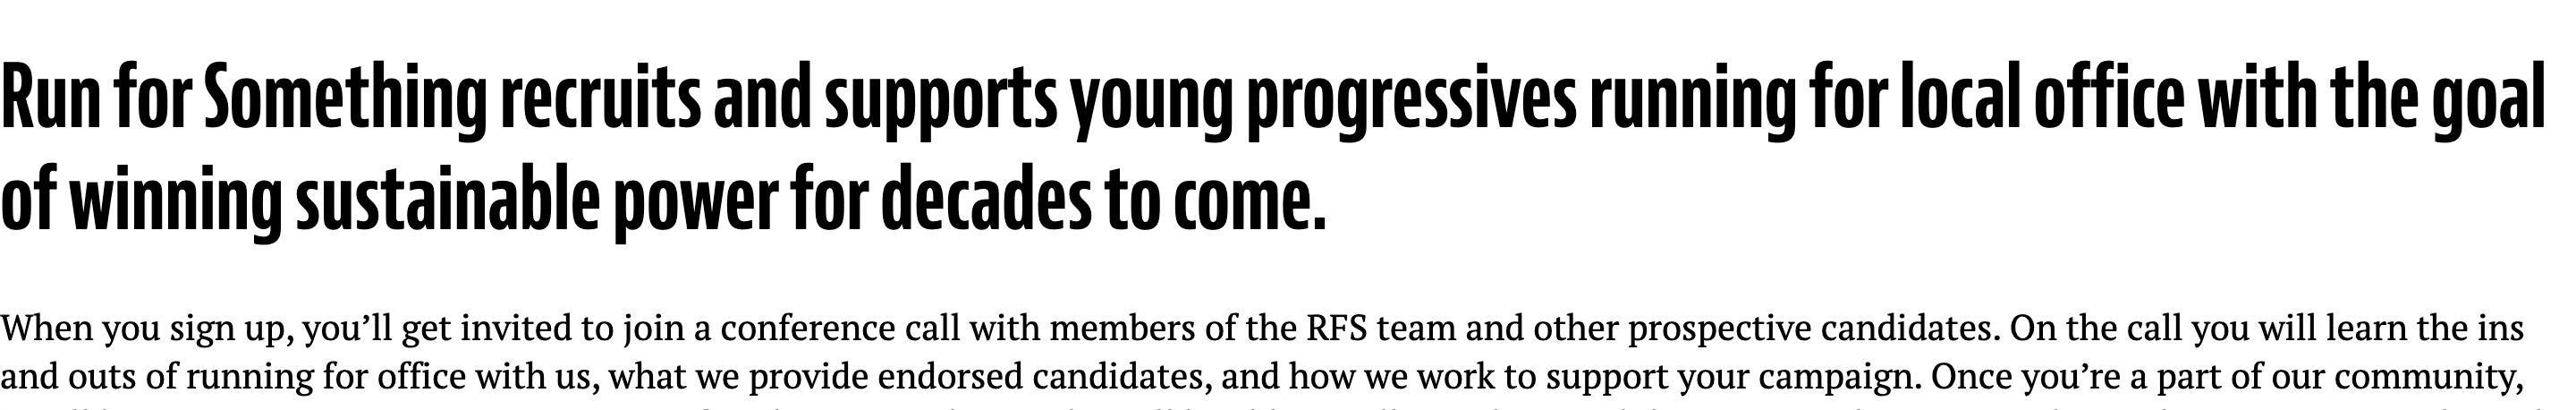 Run for Something recruits and supports young progressives running for local office with the goal
of winning sustainable power for decades to come.
When you sign up, you’ll get invited to join a conference call with members of the RFS team and other prospective candidates. On the call you will learn the ins
and outs of running for office with us, what we provide endorsed candidates, and how we work to support your campaign. Once you’re a part of our community,